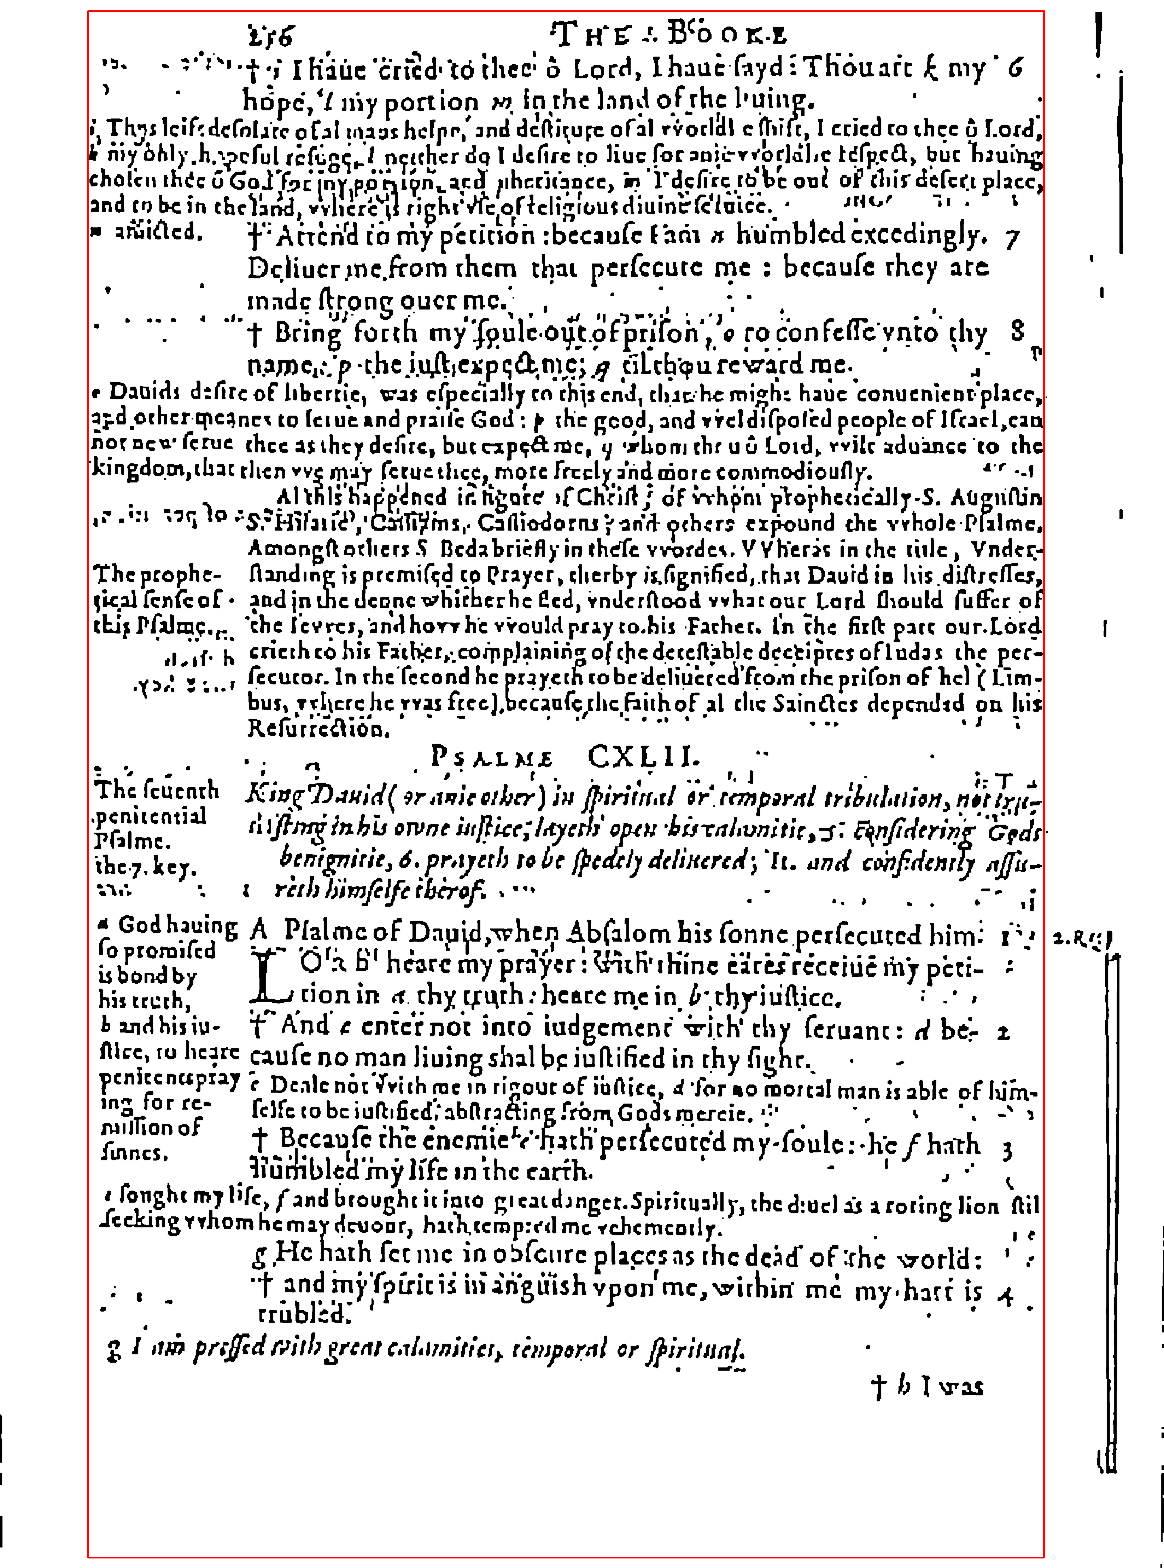 256 THE BOOKE
† i I haue cried to thee ô Lord, I haue sayd: Thou art k my 6
hope, l my portion m in the land of the liuing.
i Thus left desolate of al mans helpe, and destitute of al vvorldlie shift, I cried to thee ô Lord,
k my only hopeful refuge, l neither do I desire to liue for anie vvorldlie respect, but hauing
chosen thee ô God for my portion, and inheritance, m I desire to be out of this desert place,
and to be in the land, vvhere is right vse of religious diuine seruice.
n afflicted. † Attend to my petition: because I am n humbled exceedingly. 7
Deliuer me from them that persecute me: because they are
made strong ouer me.
† Bring forth my soule out of prison, o to confesse vnto thy 8
name: p the iust expect me; q til thou reward me.
o Dauids desire of libertie, was especially to this end, that he might haue conuenient place,
and other meanes to serue and praise God: p the good, and vvel disposed people of Israel, can
not now serue thee as they desire, but expect me, q whom thou ô Lord, vvilt aduance to the
kingdom, that then vve may serue thee, more freely and more commodiously.
Al this happened in figure of Christ; of vvhom prophetically S. Augustin
S. Hilarie, Cassiodorus, and others expound the vvhole Psalme.
Amongst others S Beda briefly in these vvordes. VVheras in the title, Vnder-
The prophe- standing is premised to Prayer, therby is signified, that Dauid in his distresses,
tical sense of and in the denne whither he fled, vnderstood vvhat our Lord should suffer of
this Psalme. the Ievves, and hovv he vvould pray to his Father. In the first part our Lord
crieth to his Father, complaining of the detestable deceiptes of Iudas the per-
secutor. In the second he prayeth to be deliuered from the prison of hel (Lim-
bus, vvhere he vvas free) because the faith of al the Sainctes depended on his
Resurrection.
PSALME CXLII.
The seuenth King Dauid (or anie other) in spiritual or temporal tribulation, not tru-
penitential sting in his owne iustice, layeth open his calamitie, 5. considering Gods
Psalme. benignitie, 6. prayeth to be spedely deliuered; 11. and confidently assu-
the 7. key. reth himselfe therof.
a God hauing A Psalme of Dauid, when Absalom his sonne persecuted him. 1 2. Reg
so promised LORD heare my prayer: with thine eares receiue my peti-
is bond by
his truth, tion in a thy truth: heare me in b thy iustice.
b and his iu- † And c enter not into iudgement with thy seruant: d be- 2
stice, to heare cause no man liuing shal be iustified in thy sight.
penitents pray c Deale not vvith me in rigour of iustice, d for no mortal man is able of him-
ing for re- selfe to be iustified, abstracting from Gods mercie.
mission of
sinnes. † Because the enemie e hath persecuted my soule: he f hath 3
humbled my life in the earth.
e sought my life, f and brought it into great danger. Spiritually, the diuel as a roring lion stil
seeking vvhom he may deuour, hath tempted me vehemently.
g He hath set me in obscure places as the dead of the world:
† and my spirit is in anguish vpon me, within me my hart is 4
trubled.
g I am pressed with great calamities, temporal or spiritual.
† h I was